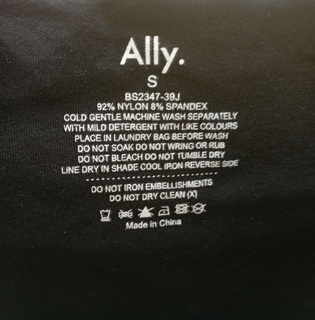 Ally.
S
BS2347-39J
92% NYLON 8% SPANDEX
COLD GENTLE MACHINE WASH SEPARATELY
WITH MILD DETERGENT WITH LIKE COLOURS
PLACE IN LAUNDRY BAG BEFORE WASH
DO NOT SOAK DO NOT WRING OR RUB
DO NOT BLEACH DO NOT TUMBLE DRY
LINE DRY IN SHADE COOL IRON REVERSE SIDE
DO NOT IRON EMBELLISHMENTS
DO NOT DRY CLEAN (X)
Made in China